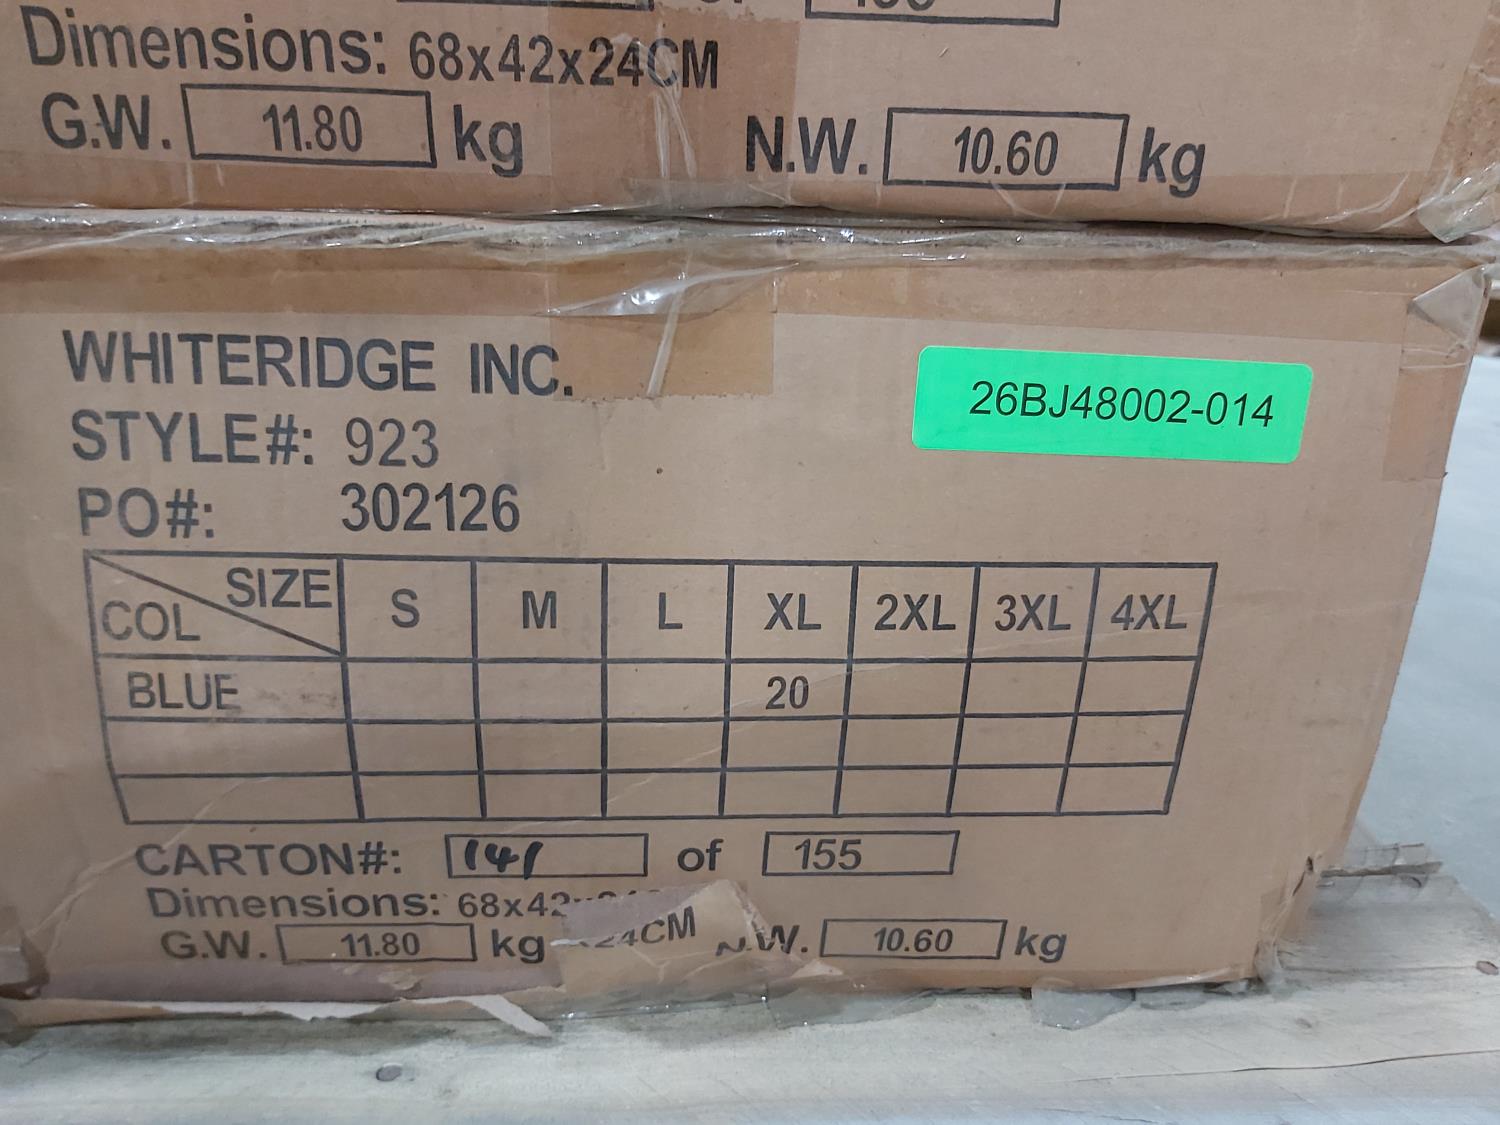 Dimensions: 68x42x24CM
G.W. 11.80 kg N.W. 10.60 kg
WHITERIDGE INC.
26BJ48002-014
STYLE#: 923
PO#: 302126
SIZE S M L XL 2XL 3XL 4XL
COL
BLUE 20
CARTON#: 141 of 155
Dimensions: 68x42x24CM
G.W. 11.80 kg N.W. 10.60 kg